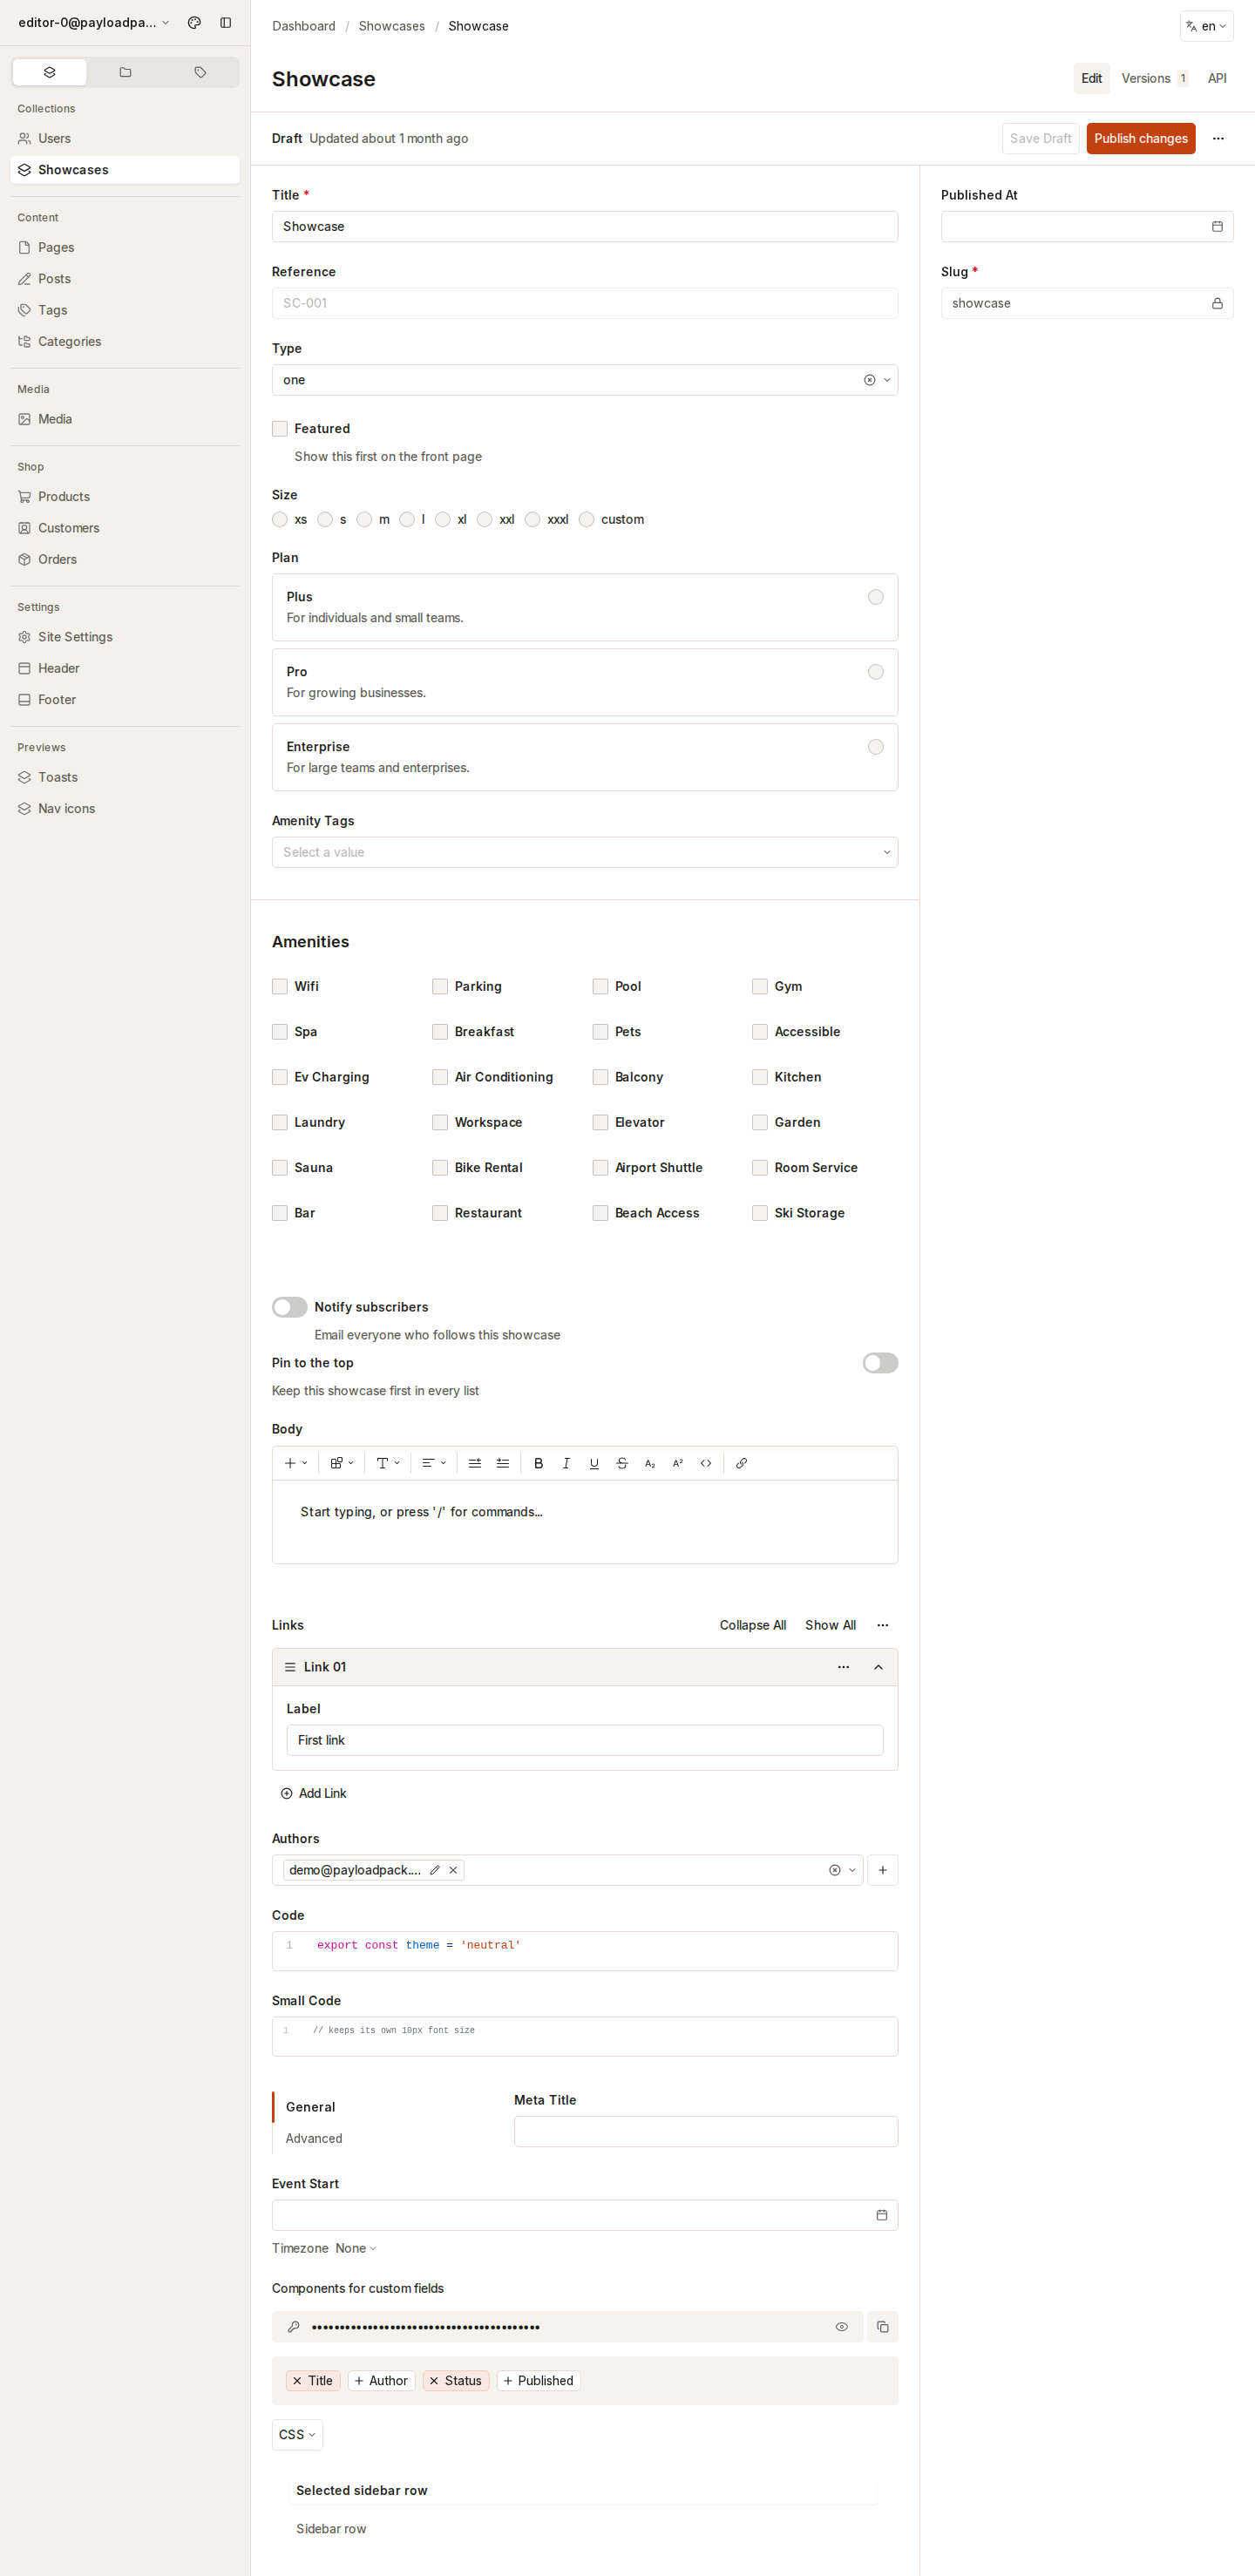 editor-0@payloadpa...
Collections
Users
Showcases
Content
Pages
Posts
Tags
Categories
Media
Media
Shop
Products
Customers
Orders
Settings
Site Settings
Header
Footer
Previews
Toasts
Nav icons
Dashboard / Showcases / Showcase
en
Showcase
Edit Versions 1 API
Draft Updated about 1 month ago
Save Draft Publish changes
Title *
Showcase
Reference
SC-001
Type
one
Featured
Show this first on the front page
Size
xs s m l xl xxl xxxl custom
Plan
Plus
For individuals and small teams.
Pro
For growing businesses.
Enterprise
For large teams and enterprises.
Amenity Tags
Select a value
Amenities
Wifi Parking Pool Gym
Spa Breakfast Pets Accessible
Ev Charging Air Conditioning Balcony Kitchen
Laundry Workspace Elevator Garden
Sauna Bike Rental Airport Shuttle Room Service
Bar Restaurant Beach Access Ski Storage
Notify subscribers
Email everyone who follows this showcase
Pin to the top
Keep this showcase first in every list
Body
Start typing, or press '/' for commands...
Links
Collapse All Show All
Link 01
Label
First link
Add Link
Authors
demo@payloadpack....
Code
1 export const theme = 'neutral'
Small Code
1 // keeps its own 10px font size
General
Advanced
Meta Title
Event Start
Timezone None
Components for custom fields
Title Author Status Published
CSS
Selected sidebar row
Sidebar row
Published At
Slug *
showcase